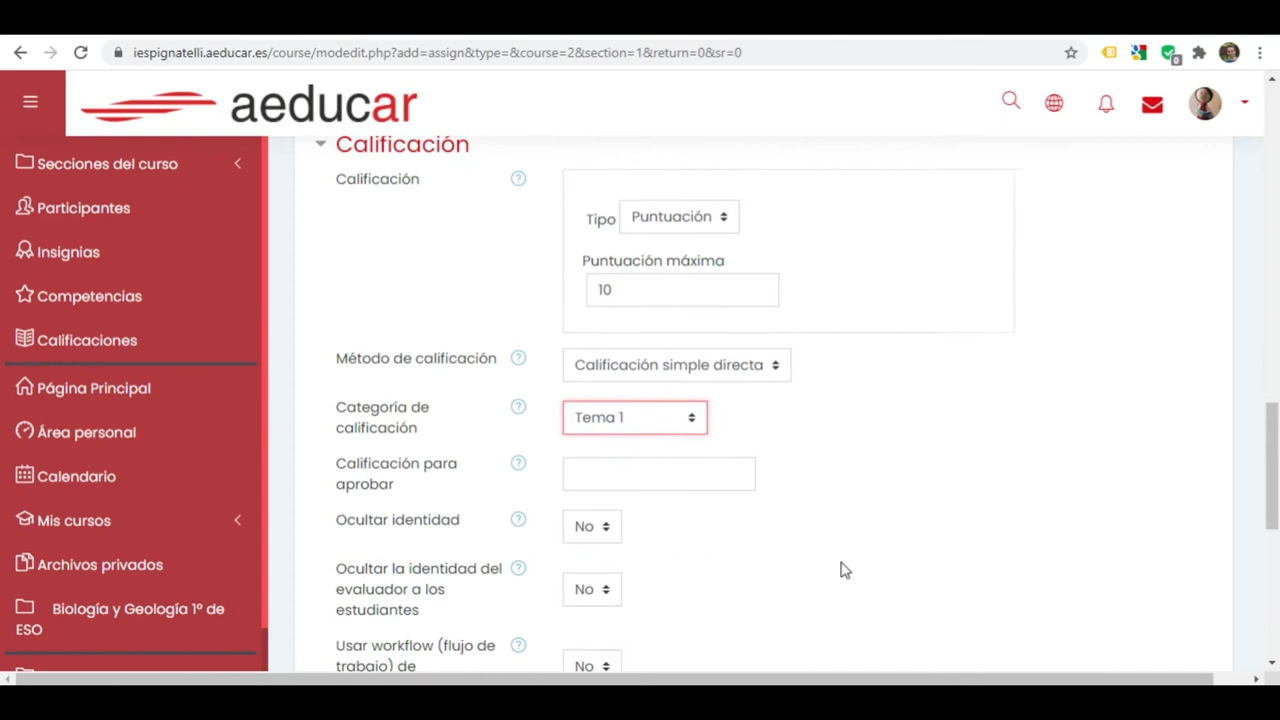 iespignatelli.aeducar.es/course/modedit.php?add=assign&type=&course=2&section=1&return=0&sr=0
0
aeducar
Secciones del curso
Participantes
Insignias
Competencias
Calificaciones
Página Principal
Área personal
Calendario
Mis cursos
Archivos privados
Biología y Geología 1º de
ESO
Calificación
Calificación
Tipo Puntuación
Puntuación máxima
10
Método de calificación
Calificación simple directa
Categoría de
calificación
Tema 1
Calificación para
aprobar
Ocultar identidad
No
Ocultar la identidad del
evaluador a los
estudiantes
No
Usar workflow (flujo de
trabajo) de
No